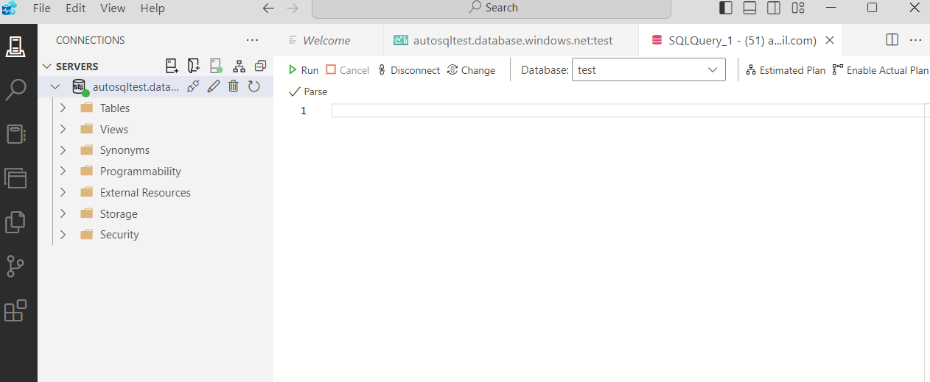 File Edit View Help Search
CONNECTIONS ...
Welcome autosqltest.database.windows.net:test SQLQuery_1 - (51) a...il.com) ...
SERVERS
Run Cancel Disconnect Change Database: test Estimated Plan Enable Actual Plan
autosqltest.data...
Parse
1
Tables
Views
Synonyms
Programmability
External Resources
Storage
Security